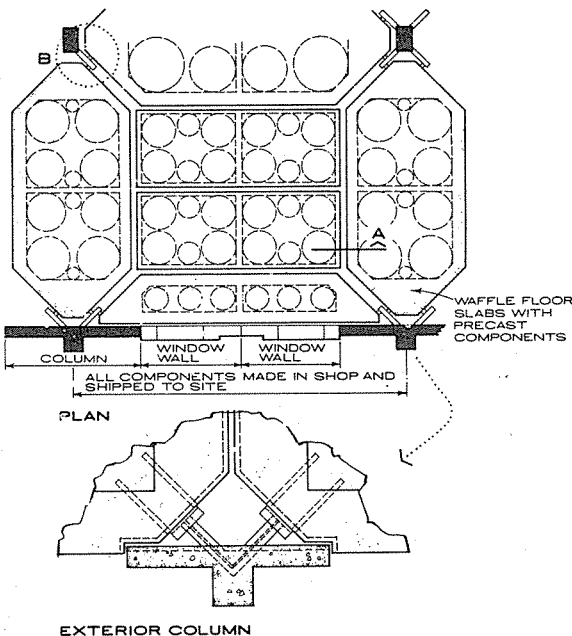 B
A
WAFFLE FLOOR
SLABS WITH
PRECAST
COMPONENTS
COLUMN
WINDOW
WALL
WINDOW
WALL
ALL COMPONENTS MADE IN SHOP AND
SHIPPED TO SITE
PLAN
EXTERIOR COLUMN